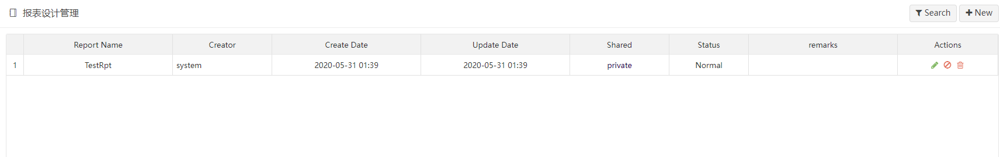 报表设计管理
Search
New
Report Name Creator Create Date Update Date Shared Status remarks Actions
1 TestRpt system 2020-05-31 01:39 2020-05-31 01:39 private Normal